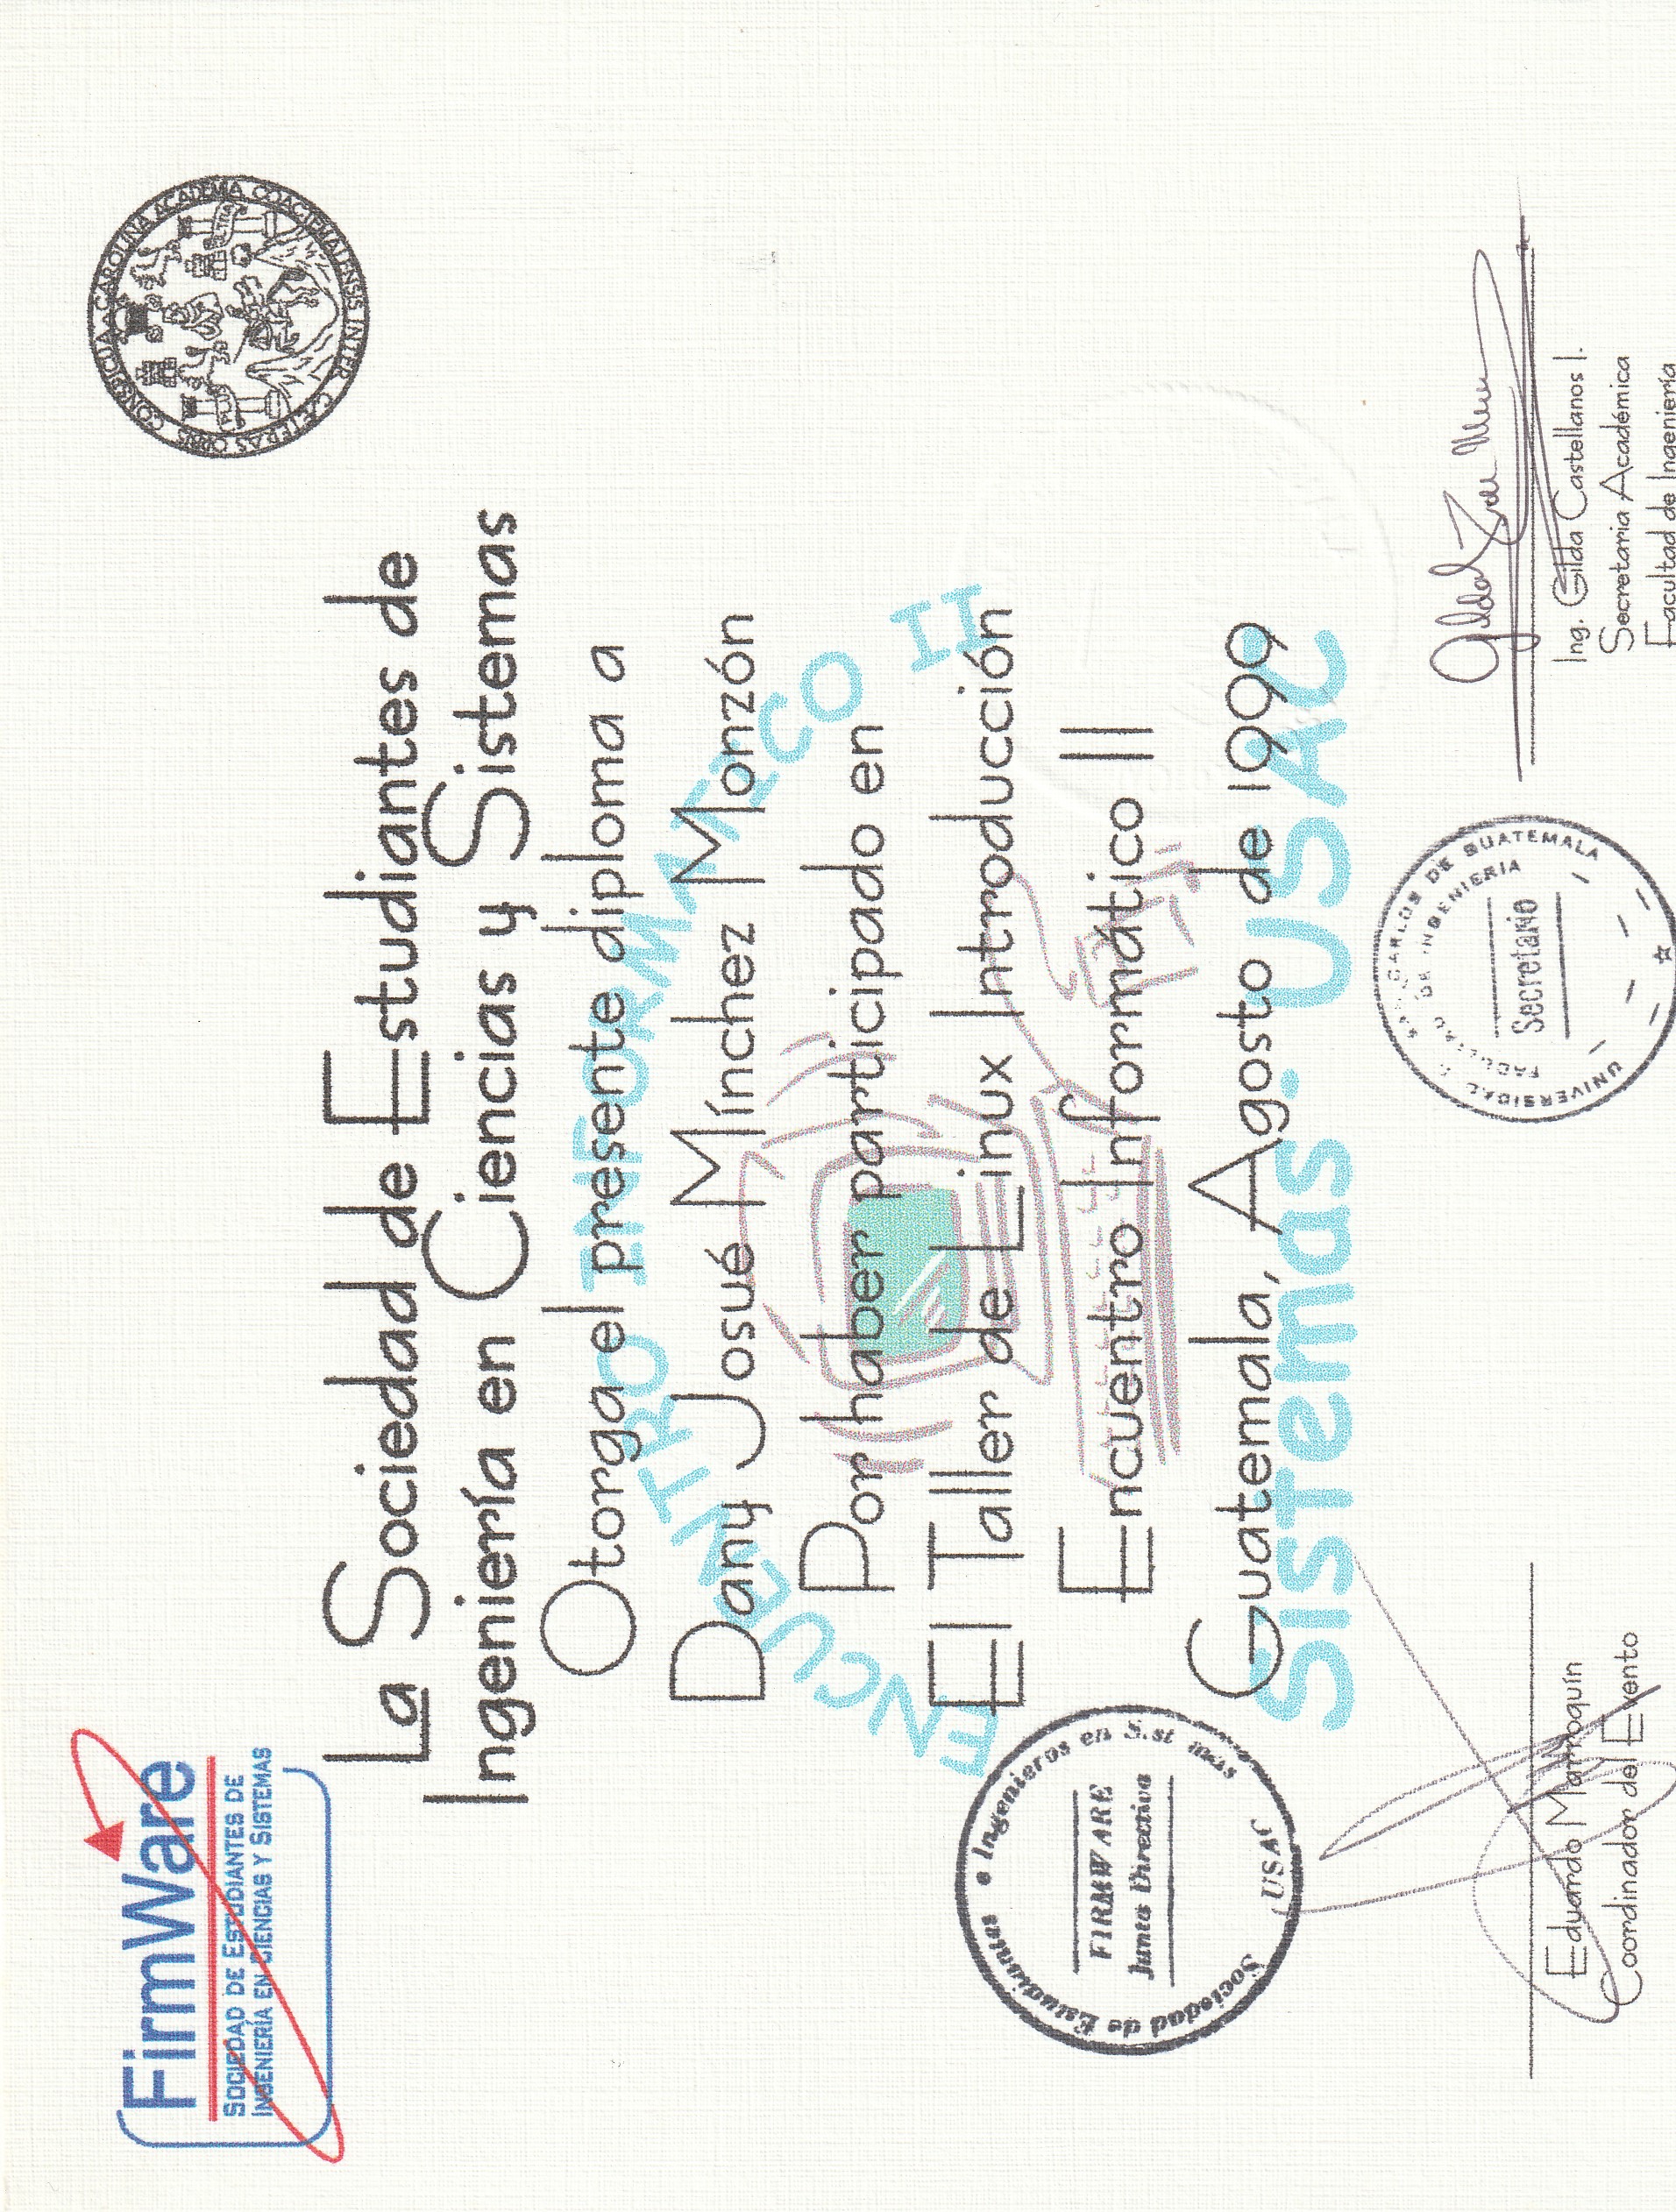 FirmWare
SOCIEDAD DE ESTUDIANTES DE
INGENIERÍA EN CIENCIAS Y SISTEMAS
CAROLINA ACADEMIA COACTEMALENSIS INTER CAETERAS ORBIS CONSPICUA
PLUS ULTRA
La Sociedad de Estudiantes de
Ingeniería en Ciencias y Sistemas
Otorga el presente diploma a
ENCUENTRO INFORMATICO II
Dany Josué Mínchez Monzón
Por haber participado en
El Taller de Linux Introducción
Encuentro Informático II
Guatemala, Agosto de 1999
Sistemas - USAC
Sociedad de Estudiantes e Ingenieros en
FIRMWARE
Junta Directiva
USAC
SAN CARLOS DE GUATEMALA
DE INGENIERIA
Secretario
Eduardo Marroquín
Coordinador del Evento
Ing. Gilda Castellanos I.
Secretaria Académica
Facultad de Ingeniería